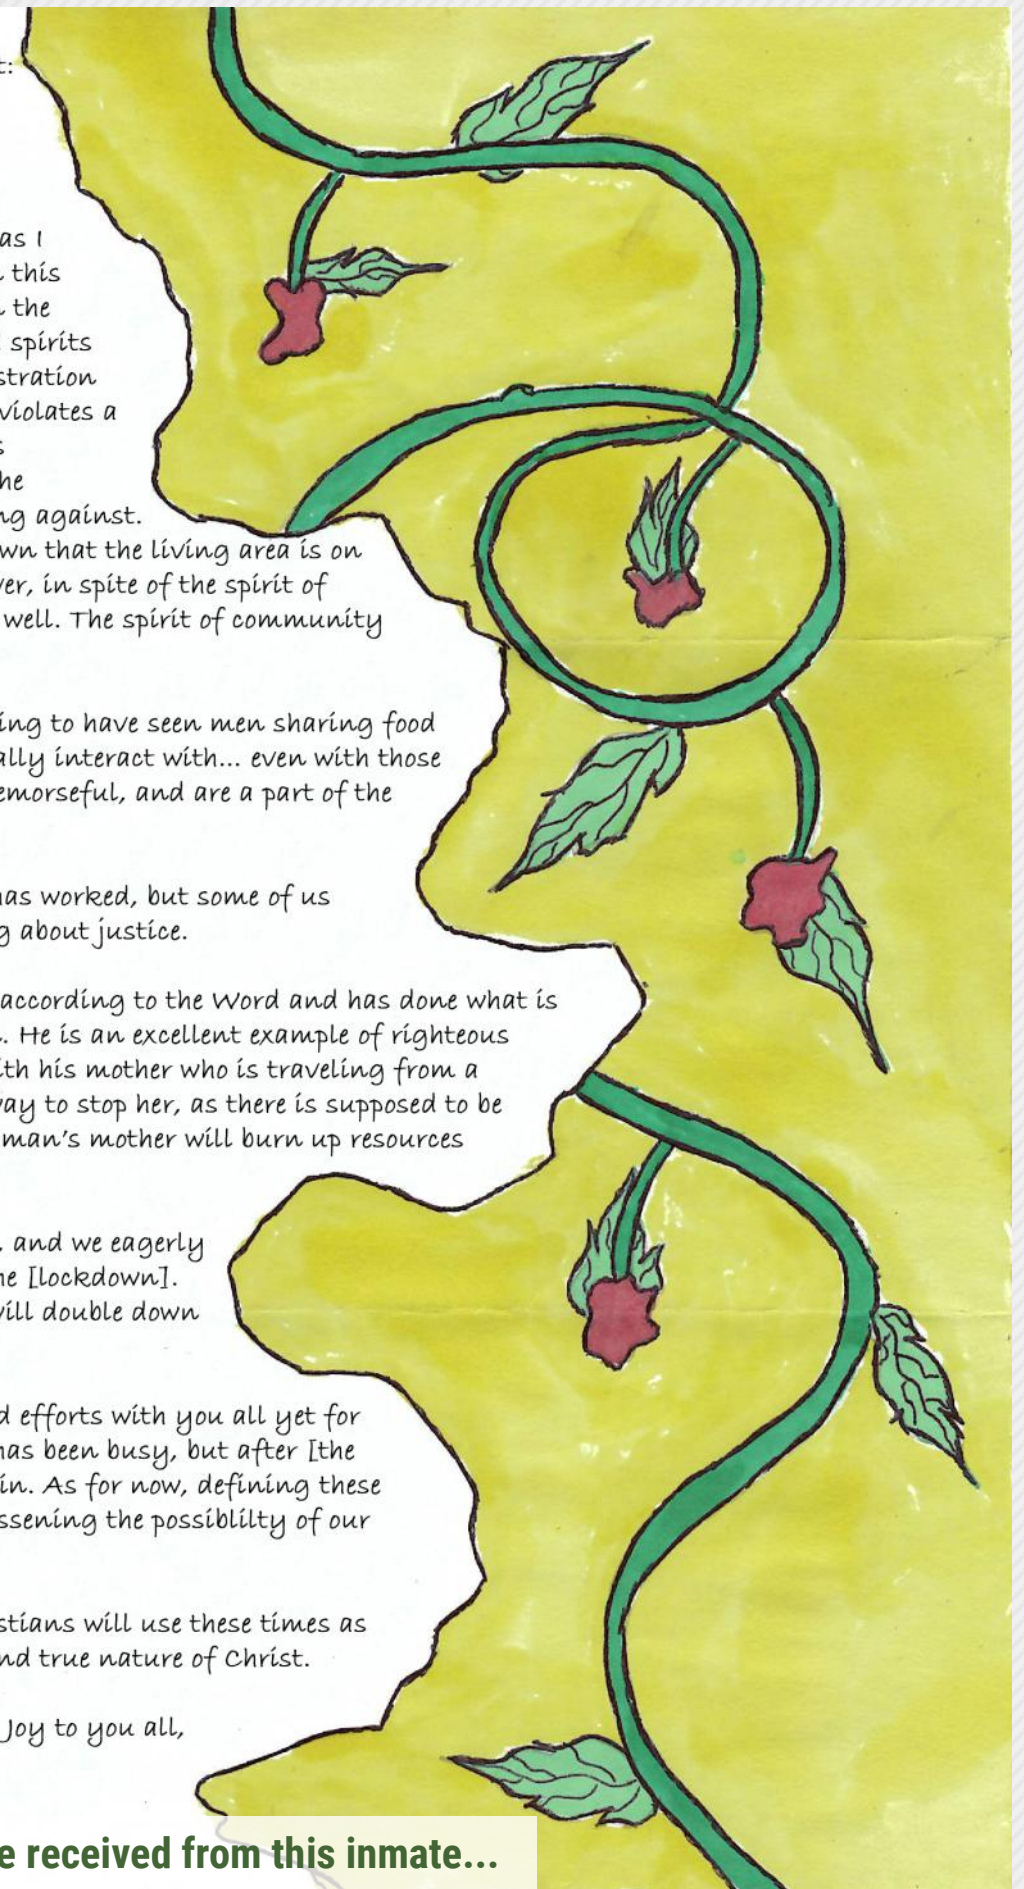 t:
as I
this
the
spirits
stration
violates a
s
he
ng against.
wn that the living area is on
ver, in spite of the spirit of
well. The spirit of community
ing to have seen men sharing food
ally interact with... even with those
emorseful, and are a part of the
has worked, but some of us
g about justice.
according to the Word and has done what is
. He is an excellent example of righteous
ith his mother who is traveling from a
vay to stop her, as there is supposed to be
man's mother will burn up resources
, and we eagerly
he [lockdown].
will double down
d efforts with you all yet for
has been busy, but after [the
in. As for now, defining these
ssening the possiblilty of our
stians will use these times as
nd true nature of Christ.
Joy to you all,
e received from this inmate...